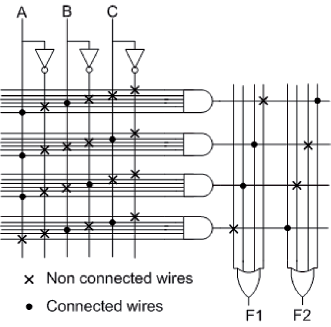 A B C
× Non connected wires
• Connected wires
F1 F2